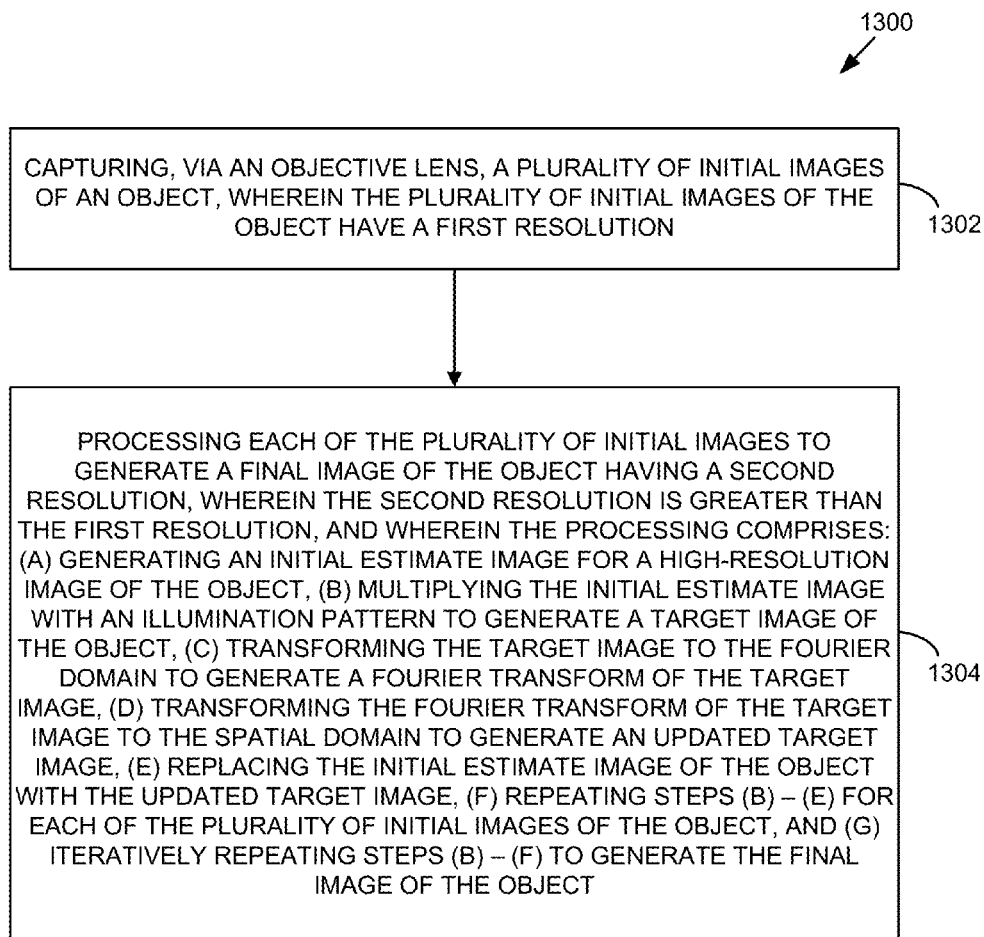 1300
CAPTURING, VIA AN OBJECTIVE LENS, A PLURALITY OF INITIAL IMAGES
OF AN OBJECT, WHEREIN THE PLURALITY OF INITIAL IMAGES OF THE
OBJECT HAVE A FIRST RESOLUTION
1302
PROCESSING EACH OF THE PLURALITY OF INITIAL IMAGES TO
GENERATE A FINAL IMAGE OF THE OBJECT HAVING A SECOND
RESOLUTION, WHEREIN THE SECOND RESOLUTION IS GREATER THAN
THE FIRST RESOLUTION, AND WHEREIN THE PROCESSING COMPRISES:
(A) GENERATING AN INITIAL ESTIMATE IMAGE FOR A HIGH-RESOLUTION
IMAGE OF THE OBJECT, (B) MULTIPLYING THE INITIAL ESTIMATE IMAGE
WITH AN ILLUMINATION PATTERN TO GENERATE A TARGET IMAGE OF
THE OBJECT, (C) TRANSFORMING THE TARGET IMAGE TO THE FOURIER
DOMAIN TO GENERATE A FOURIER TRANSFORM OF THE TARGET
IMAGE, (D) TRANSFORMING THE FOURIER TRANSFORM OF THE TARGET
IMAGE TO THE SPATIAL DOMAIN TO GENERATE AN UPDATED TARGET
IMAGE, (E) REPLACING THE INITIAL ESTIMATE IMAGE OF THE OBJECT
WITH THE UPDATED TARGET IMAGE, (F) REPEATING STEPS (B) – (E) FOR
EACH OF THE PLURALITY OF INITIAL IMAGES OF THE OBJECT, AND (G)
ITERATIVELY REPEATING STEPS (B) – (F) TO GENERATE THE FINAL
IMAGE OF THE OBJECT
1304